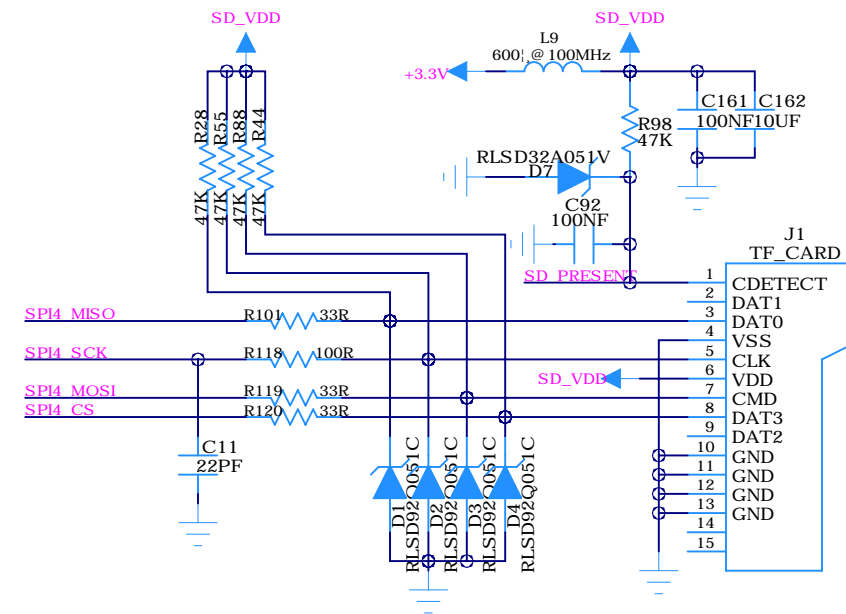 SD_VDD
SD_VDD
L9
600¦¸@100MHz
+3.3V
R28
R55
R88
R44
47K
47K
47K
47K
R98
47K
C161
100NF
C162
10UF
RLSD32A051V
D7
C92
100NF
SD_PRESENT
J1
TF_CARD
1 CDETECT
2 DAT1
3 DAT0
4 VSS
5 CLK
6 VDD
7 CMD
8 DAT3
9 DAT2
10 GND
11 GND
12 GND
13 GND
14
15
SPI4_MISO
R101 33R
SPI4_SCK
R118 100R
SD_VDD
SPI4_MOSI
R119 33R
SPI4_CS
R120 33R
C11
22PF
D1
RLSD92Q051C
D2
RLSD92Q051C
D3
RLSD92Q051C
D4
RLSD92Q051C